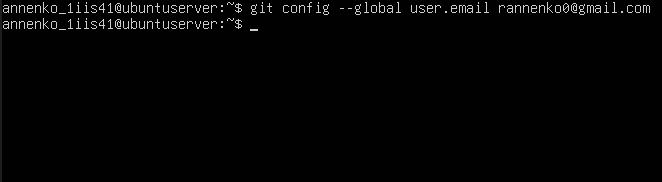 annenko_1iis41@ubuntuserver:~$ git config --global user.email rannenko0@gmail.com
annenko_1iis41@ubuntuserver:~$ _